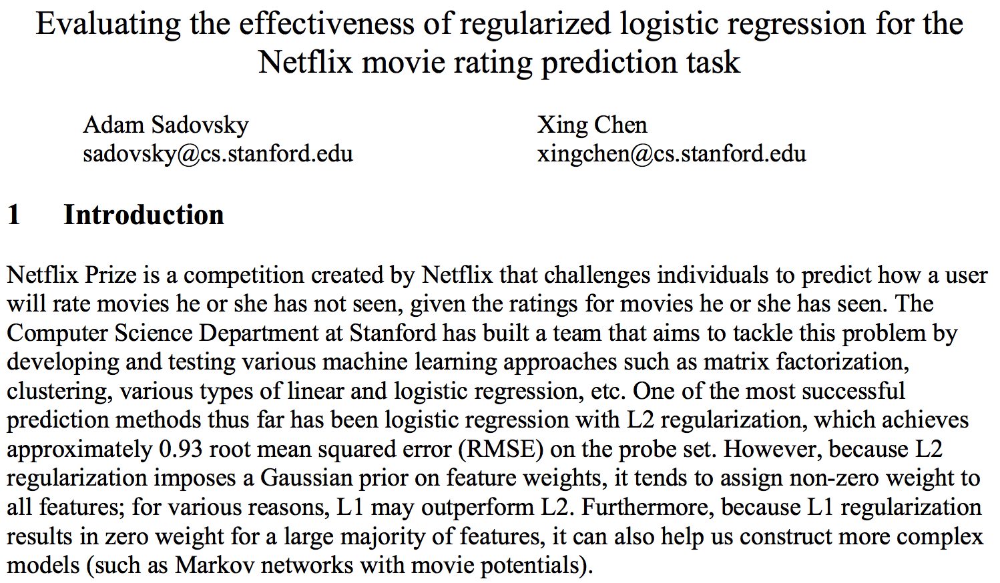 Evaluating the effectiveness of regularized logistic regression for the
Netflix movie rating prediction task
Adam Sadovsky
sadovsky@cs.stanford.edu
Xing Chen
xingchen@cs.stanford.edu
1 Introduction
Netflix Prize is a competition created by Netflix that challenges individuals to predict how a user
will rate movies he or she has not seen, given the ratings for movies he or she has seen. The
Computer Science Department at Stanford has built a team that aims to tackle this problem by
developing and testing various machine learning approaches such as matrix factorization,
clustering, various types of linear and logistic regression, etc. One of the most successful
prediction methods thus far has been logistic regression with L2 regularization, which achieves
approximately 0.93 root mean squared error (RMSE) on the probe set. However, because L2
regularization imposes a Gaussian prior on feature weights, it tends to assign non-zero weight to
all features; for various reasons, L1 may outperform L2. Furthermore, because L1 regularization
results in zero weight for a large majority of features, it can also help us construct more complex
models (such as Markov networks with movie potentials).